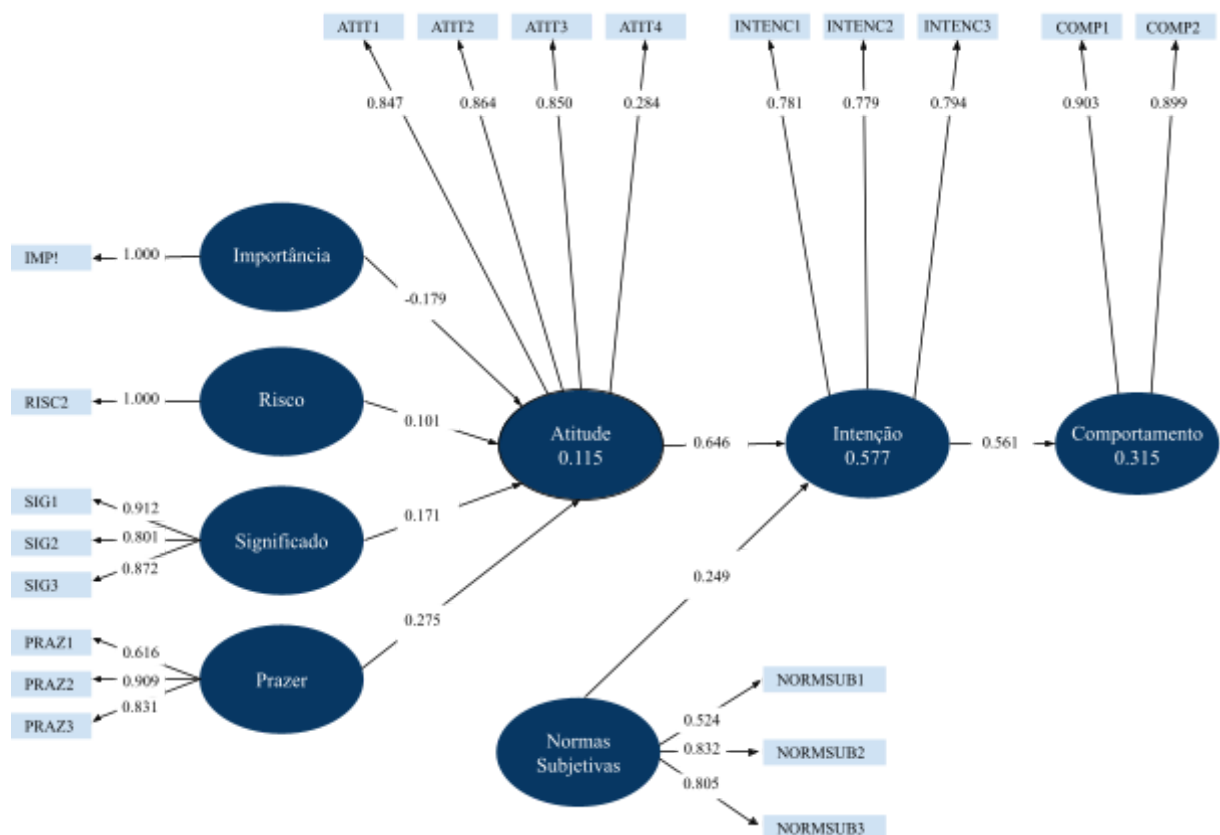 ATIT1
ATIT2
ATIT3
ATIT4
INTENC1
INTENC2
INTENC3
COMP1
COMP2
0.847
0.864
0.850
0.284
0.781
0.779
0.794
0.903
0.899
IMP!
1.000
Importância
-0.179
RISC2
1.000
Risco
0.101
Atitude
0.115
0.646
Intenção
0.577
0.561
Comportamento
0.315
SIG1
SIG2
SIG3
0.912
0.801
0.872
Significado
0.171
0.249
PRAZ1
PRAZ2
PRAZ3
0.616
0.909
0.831
Prazer
0.275
Normas
Subjetivas
0.524
0.832
0.805
NORMSUB1
NORMSUB2
NORMSUB3